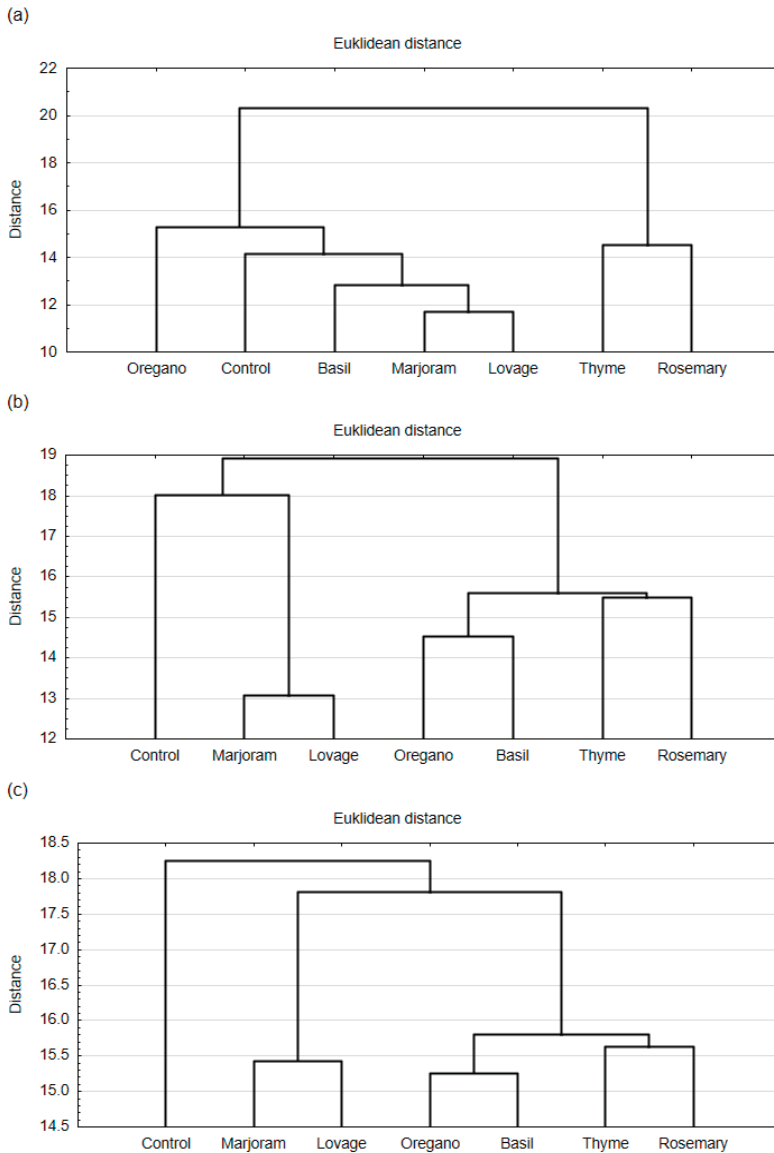 (a)
Euklidean distance
22
20
18
16
14
12
10
Distance
Oregano Control Basil Marjoram Lovage Thyme Rosemary
(b)
Euklidean distance
19
18
17
16
15
14
13
12
Distance
Control Marjoram Lovage Oregano Basil Thyme Rosemary
(c)
Euklidean distance
18.5
18.0
17.5
17.0
16.5
16.0
15.5
15.0
14.5
Distance
Control Marjoram Lovage Oregano Basil Thyme Rosemary